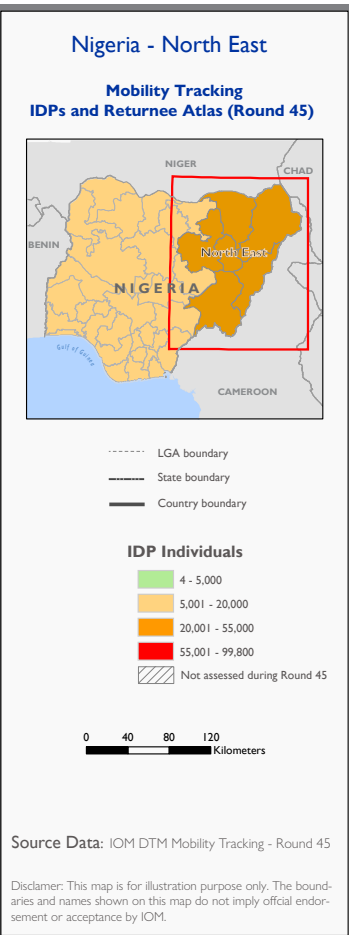 Nigeria - North East
Mobility Tracking
IDPs and Returnee Atlas (Round 45)
NIGER
CHAD
BENIN
North East
NIGERIA
Gulf of Guinea
CAMEROON
LGA boundary
State boundary
Country boundary
IDP Individuals
4 - 5,000
5,001 - 20,000
20,001 - 55,000
55,001 - 99,800
Not assessed during Round 45
0 40 80 120
Kilometers
Source Data: IOM DTM Mobility Tracking - Round 45
Disclamer: This map is for illustration purpose only. The bound-
aries and names shown on this map do not imply offcial endor-
sement or acceptance by IOM.